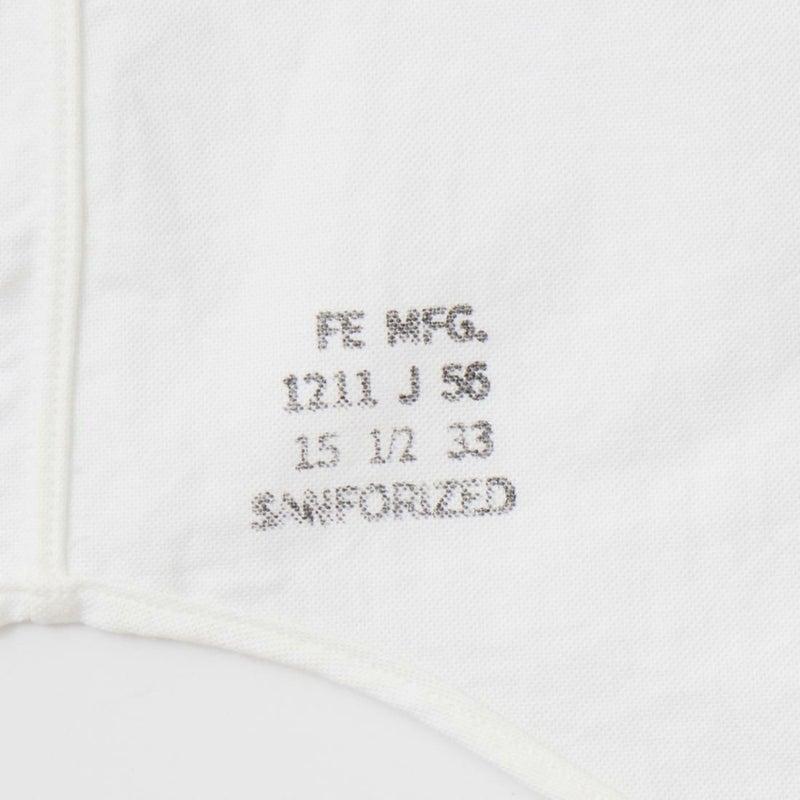 FE MFG.
1211 J 56
15 1/2 33
SANFORIZED